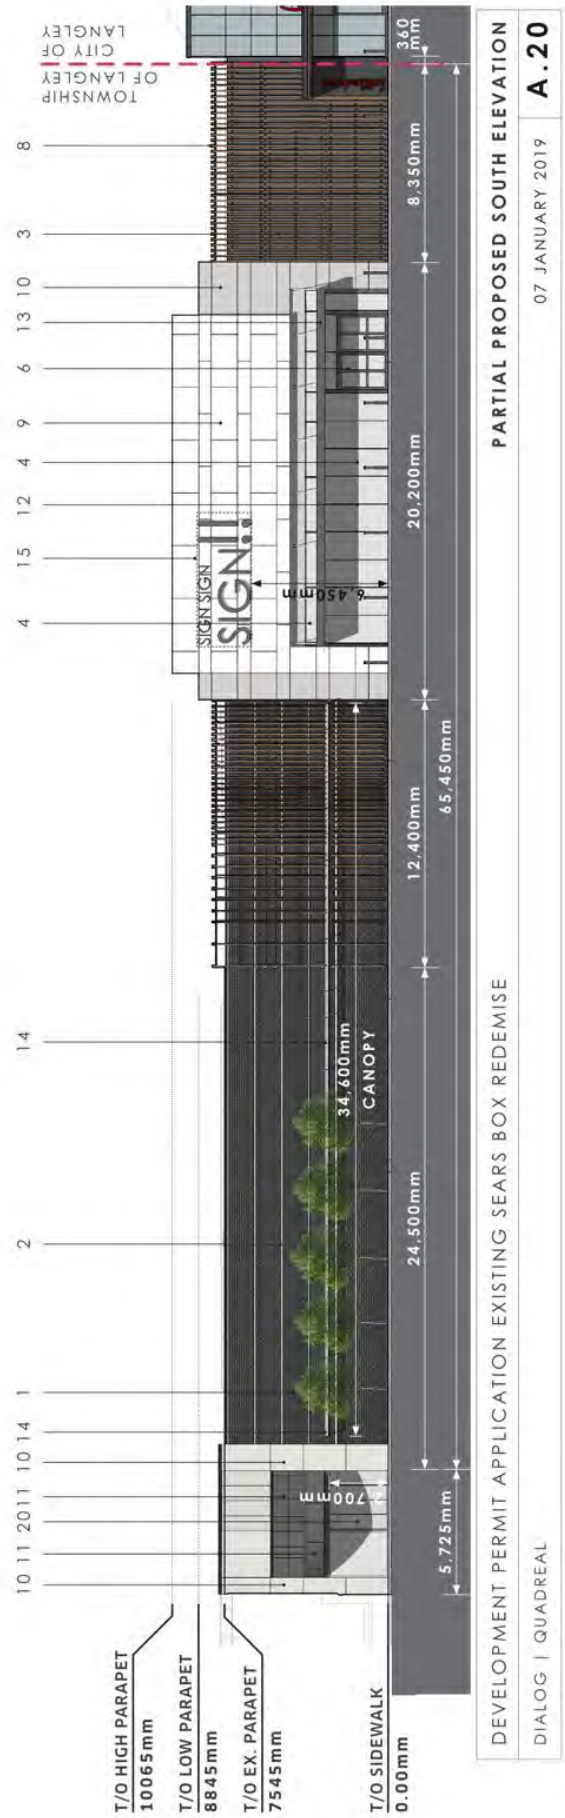 10 11 20 11 10 14 1 2 14 4 15 12 4 9 6 13 10 3 8
TOWNSHIP
OF LANGLEY
CITY OF
LANGLEY
T/O HIGH PARAPET
10065mm
T/O LOW PARAPET
8845mm
T/O EX. PARAPET
7545mm
T/O SIDEWALK
0.00mm
SIGN SIGN
SIGN!!
700mm
6,450mm
34,600mm
CANOPY
5,725mm
24,500mm
12,400mm
20,200mm
8,350mm
360
mm
65,450mm
DEVELOPMENT PERMIT APPLICATION EXISTING SEARS BOX REDEMISE
PARTIAL PROPOSED SOUTH ELEVATION
DIALOG | QUADREAL
07 JANUARY 2019
A.20